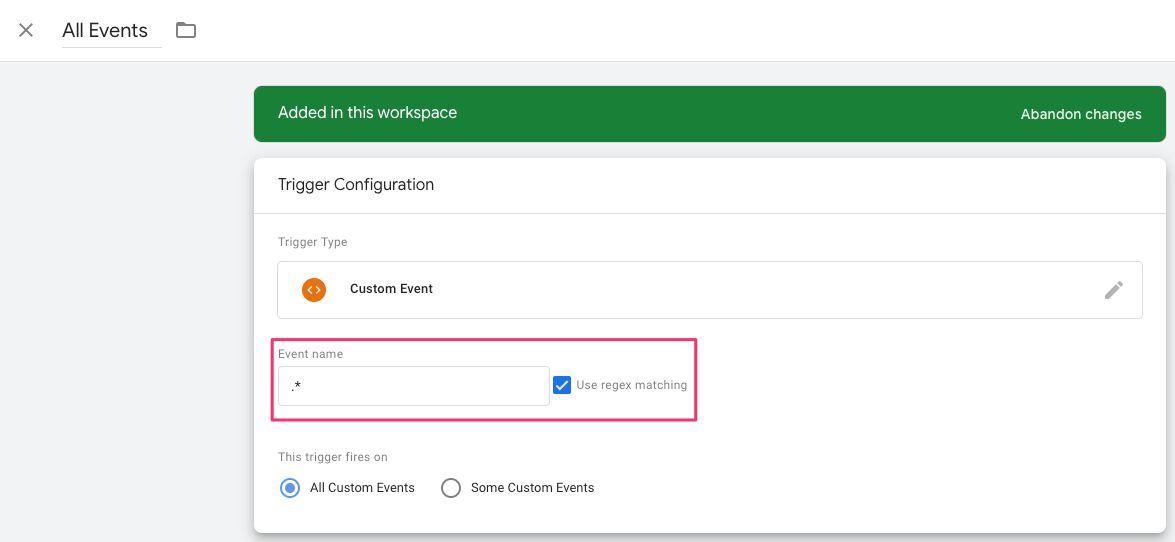 All Events
Added in this workspace
Abandon changes
Trigger Configuration
Trigger Type
Custom Event
Event name
.*
Use regex matching
This trigger fires on
All Custom Events
Some Custom Events